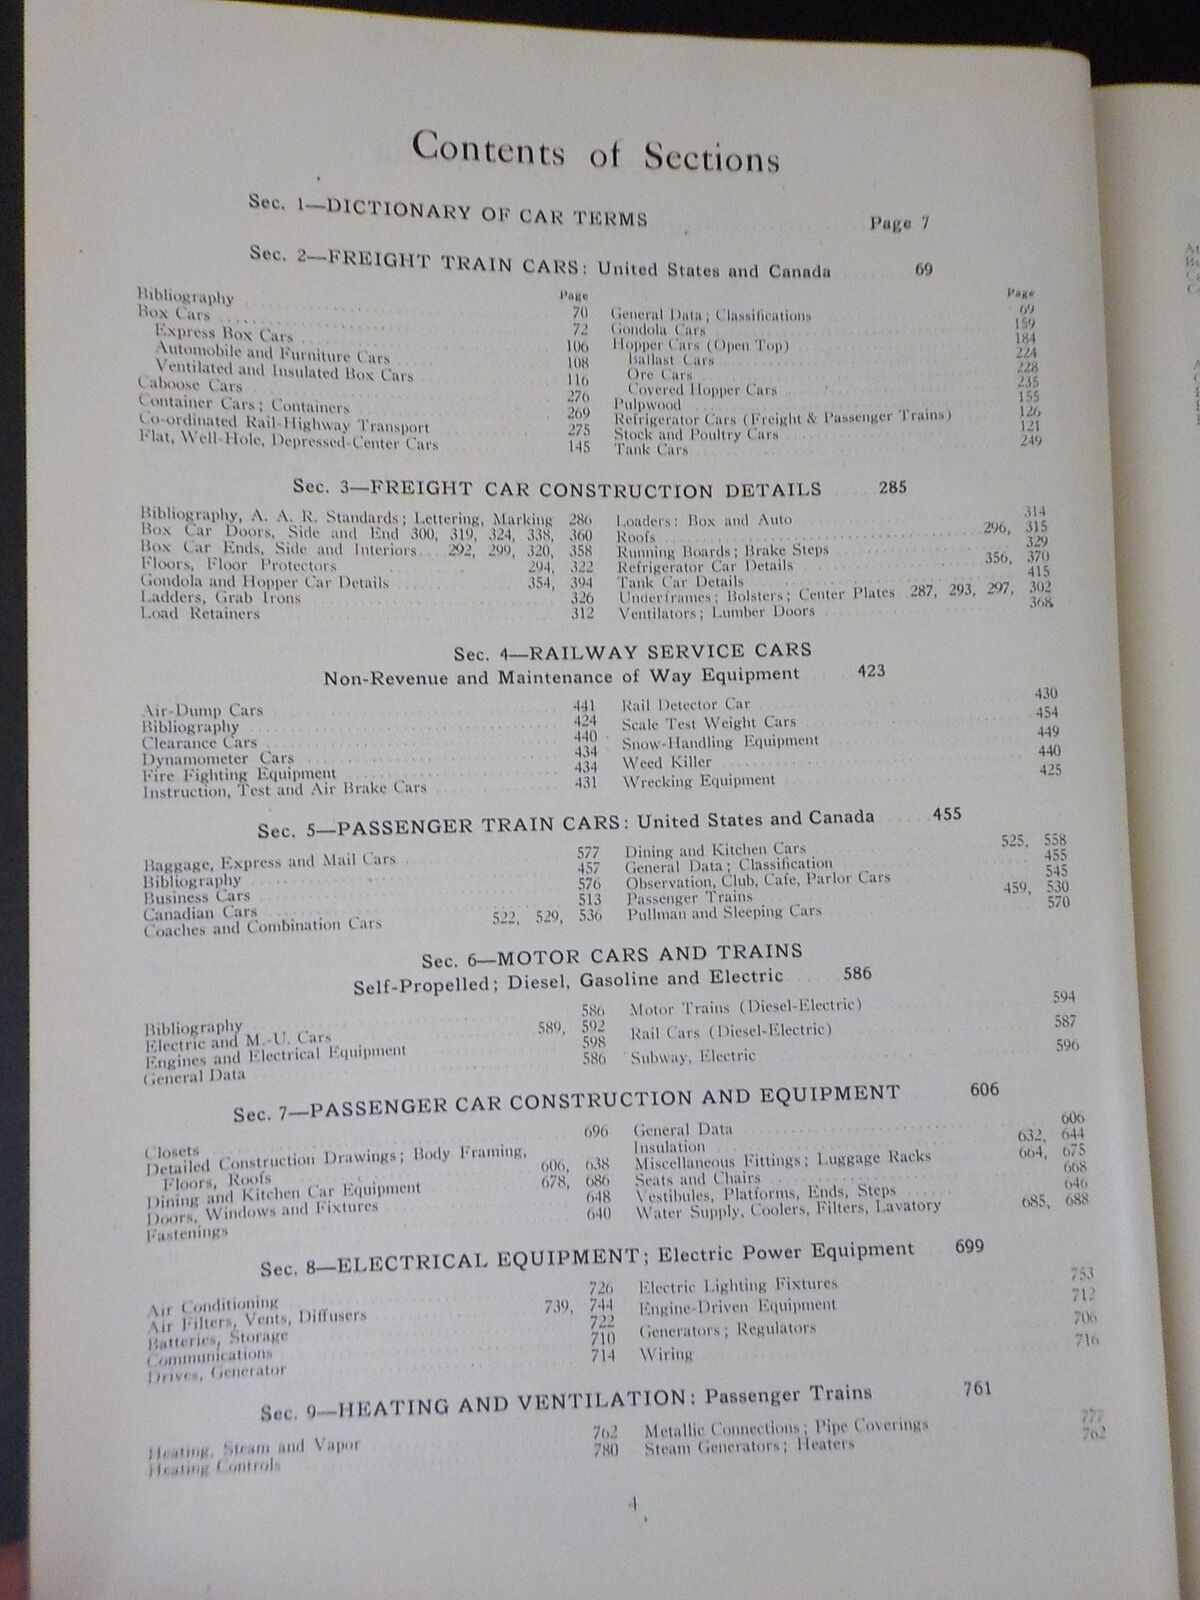 Contents of Sections
Sec. 1—DICTIONARY OF CAR TERMS Page 7
Sec. 2—FREIGHT TRAIN CARS: United States and Canada 69
Page
Bibliography 70
Box Cars 72
Express Box Cars 106
Automobile and Furniture Cars 108
Ventilated and Insulated Box Cars 116
Caboose Cars 276
Container Cars; Containers 269
Co-ordinated Rail-Highway Transport 275
Flat, Well-Hole, Depressed-Center Cars 145
Page
General Data; Classifications 69
Gondola Cars 159
Hopper Cars (Open Top) 184
Ballast Cars 224
Ore Cars 228
Covered Hopper Cars 235
Pulpwood 155
Refrigerator Cars (Freight & Passenger Trains) 126
Stock and Poultry Cars 121
Tank Cars 249
Sec. 3—FREIGHT CAR CONSTRUCTION DETAILS 285
Bibliography, A. A. R. Standards; Lettering, Marking 286
Box Car Doors, Side and End 300, 319, 324, 338, 360
Box Car Ends, Side and Interiors 292, 299, 320, 358
Floors, Floor Protectors 294, 322
Gondola and Hopper Car Details 354, 394
Ladders, Grab Irons 326
Load Retainers 312
Loaders: Box and Auto 314
Roofs 296, 315
Running Boards; Brake Steps 329
Refrigerator Car Details 356, 370
Tank Car Details 415
Underframes; Bolsters; Center Plates 287, 293, 297, 302
Ventilators; Lumber Doors 368
Sec. 4—RAILWAY SERVICE CARS
Non-Revenue and Maintenance of Way Equipment 423
Air-Dump Cars 441
Bibliography 424
Clearance Cars 440
Dynamometer Cars 434
Fire Fighting Equipment 434
Instruction, Test and Air Brake Cars 431
Rail Detector Car 430
Scale Test Weight Cars 454
Snow-Handling Equipment 449
Weed Killer 440
Wrecking Equipment 425
Sec. 5—PASSENGER TRAIN CARS: United States and Canada 455
Baggage, Express and Mail Cars 577
Bibliography 457
Business Cars 576
Canadian Cars 513
Coaches and Combination Cars 522, 529, 536
Dining and Kitchen Cars 525, 558
General Data; Classification 455
Observation, Club, Cafe, Parlor Cars 545
Passenger Trains 459, 530
Pullman and Sleeping Cars 570
Sec. 6—MOTOR CARS AND TRAINS
Self-Propelled; Diesel, Gasoline and Electric 586
Bibliography 586
Electric and M.-U. Cars 589, 592
Engines and Electrical Equipment 598
General Data 586
Motor Trains (Diesel-Electric) 594
Rail Cars (Diesel-Electric) 587
Subway, Electric 596
Sec. 7—PASSENGER CAR CONSTRUCTION AND EQUIPMENT 606
Closets 696
Detailed Construction Drawings; Body Framing,
Floors, Roofs 606, 638
Dining and Kitchen Car Equipment 678, 686
Doors, Windows and Fixtures 648
Fastenings 640
General Data 606
Insulation 632, 644
Miscellaneous Fittings; Luggage Racks 664, 675
Seats and Chairs 668
Vestibules, Platforms, Ends, Steps 646
Water Supply, Coolers, Filters, Lavatory 685, 688
Sec. 8—ELECTRICAL EQUIPMENT; Electric Power Equipment 699
Air Conditioning 726
Air Filters, Vents, Diffusers 739, 744
Batteries, Storage 722
Communications 710
Drives, Generator 714
Electric Lighting Fixtures 753
Engine-Driven Equipment 712
Generators; Regulators 706
Wiring 716
Sec. 9—HEATING AND VENTILATION: Passenger Trains 761
Heating, Steam and Vapor 762
Heating Controls 780
Metallic Connections; Pipe Coverings 777
Steam Generators; Heaters 762
4